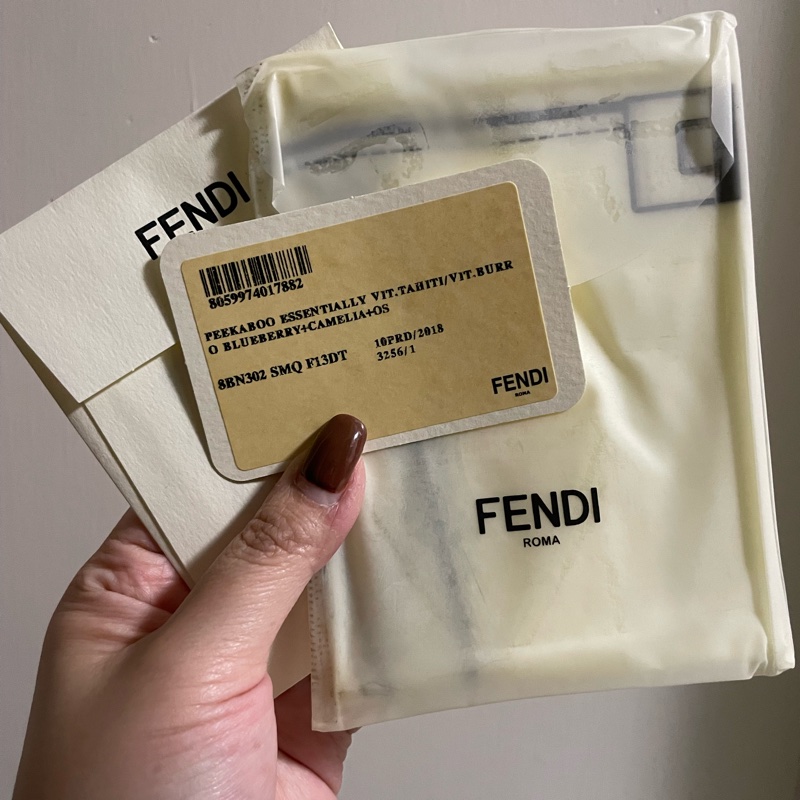 FENDI
8059974017882
PEEKABOO ESSENTIALLY VIT.TAHITI/VIT.BURR
O BLUEBERRY+CAMELIA+OS
8BN302 SMQ F13DT
10PRD/2018
3256/1
FENDI
ROMA
FENDI
ROMA